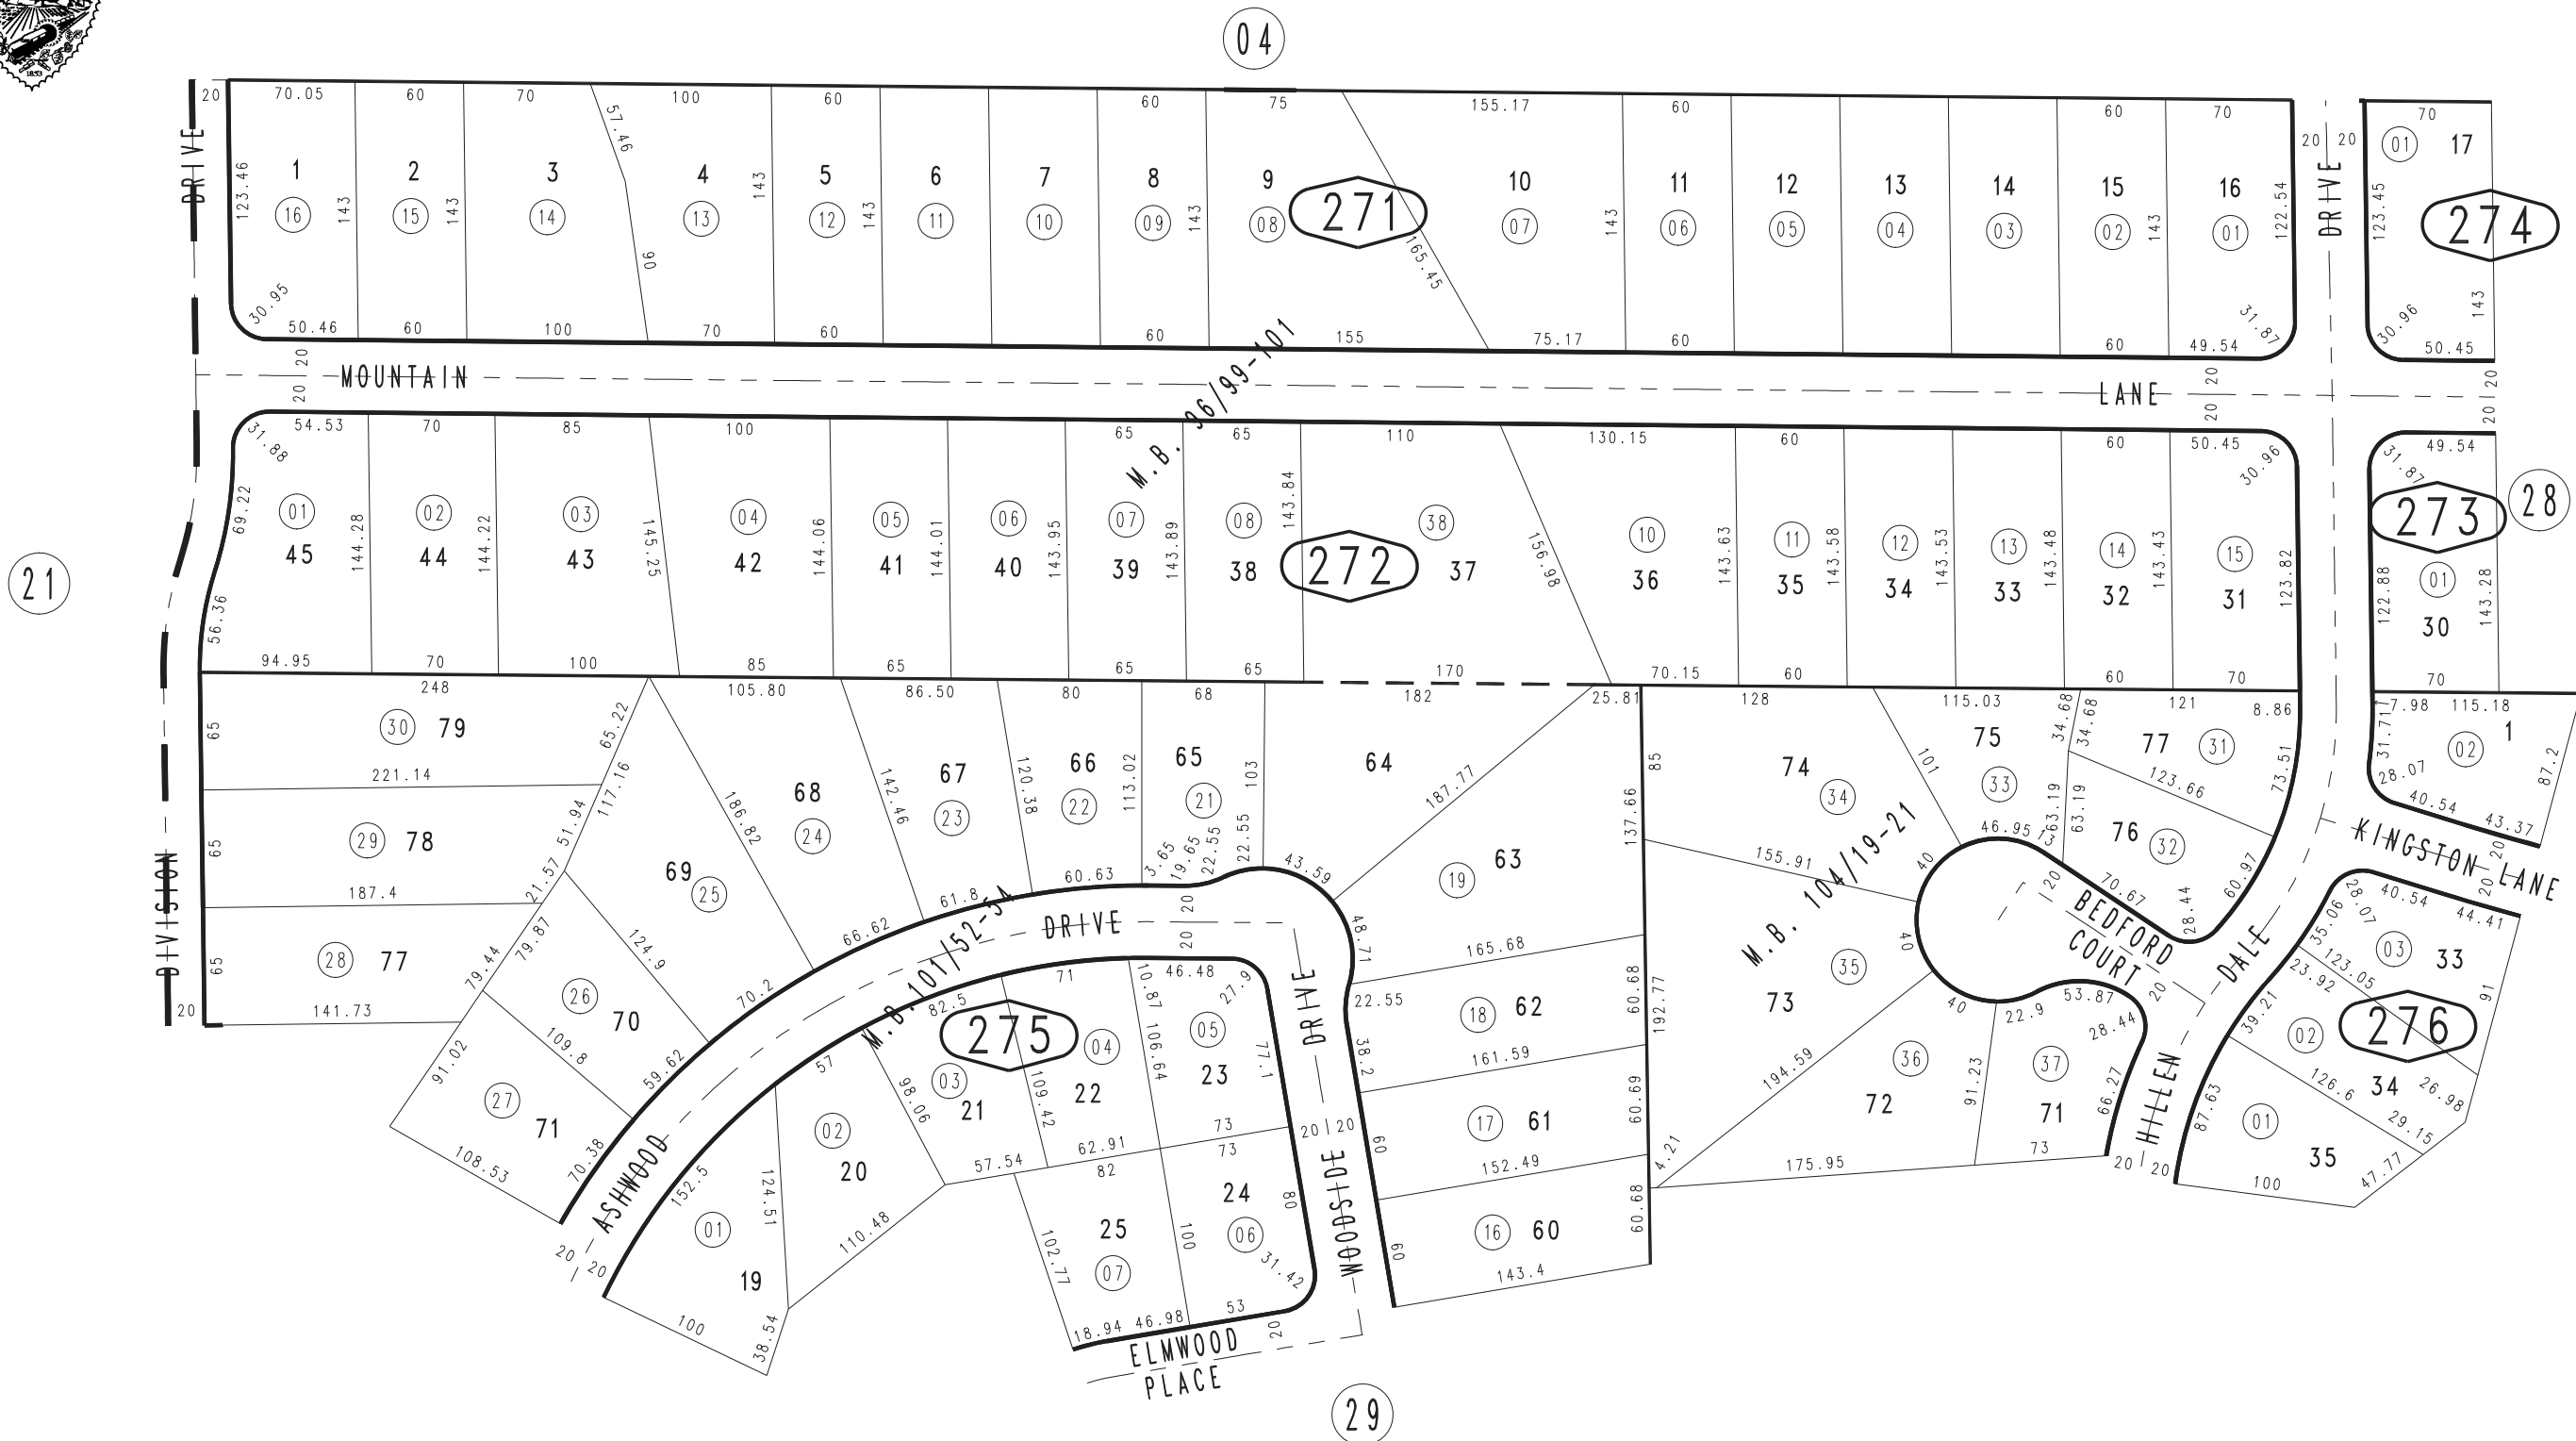 04
20 70.05 60 70 100 60 60 75 155.17 60 60 70 20 20 70
DRIVE 57.46 DRIVE
1 2 3 4 5 6 7 8 9 271 10 11 12 13 14 15 16 01 17
123.46 16 143 15 143 14 13 143 12 143 11 10 09 143 08 07 143 06 05 04 03 02 143 01 122.54 123.45 274
90 165.45 143
30.95 31.87 30.96
50.46 60 100 70 60 60 155 75.17 60 60 49.54 50.45
20 20 20
MOUNTAIN LANE
20 20 20
M.B. 96/99-101
54.53 70 85 100 65 65 110 130.15 60 60 50.45 49.54
31.88 30.96 31.87
69.22 01 144.28 02 144.22 03 145.25 04 144.06 05 144.01 06 143.95 07 143.89 08 143.84 38 156.98 10 143.63 11 143.58 12 143.53 13 143.48 14 143.43 15 123.82 273 28
21
45 44 43 42 41 40 39 38 272 37 36 35 34 33 32 31 122.88 01 143.28
56.36 30
94.95 70 100 85 65 65 65 170 70.15 60 60 70 70
248 105.80 86.50 80 68 182 25.81 128 115.03 34.68 34.68 121 8.86 7.98 115.18
65 30 79 65.22 75 77 31 31.71 02 1
221.14 117.16 186.82 68 24 142.46 67 23 120.38 66 22 113.02 65 21 103 64 187.77 85 74 34 101 33 123.66 73.51 28.07 87.2
65 29 78 51.94 69 25 3.65 19.65 22.55 22.55 43.59 137.66 46.95 13 63.19 63.19 76 32 40.54 43.37
DIVISION 187.4 21.57 61.8 60.63 19 63 155.91 40 20 70.67 28.44 60.97 KINGSTON LANE
M.B. 104/19-21
20 20
65 28 77 79.44 79.87 124.9 66.62 DRIVE 20 20 48.71 165.68 35 40 BEDFORD COURT DALE 35.06 28.07 40.54 44.41
M.B. 101/52-54
20 141.73 26 70 70.2 82.5 71 10.87 46.48 27.9 DRIVE 22.55 60.68 192.77 73 40 22.9 53.87 28.44 20 39.21 23.92 123.05 03 33 91
91.02 109.8 59.62 57 275 04 106.64 05 77.1 38.2 18 62 161.59 194.59 36 91.23 37 02 276
27 71 02 98.06 03 21 109.42 22 23 60.69 72 71 66.27 HILLEN 87.63 126.6 34 26.98
108.53 70.38 ASHWOOD 152.5 124.51 20 57.54 62.91 73 20 20 60 17 61 152.49 4.21 175.95 73 20 20 01 35 29.15
82 73 47.77
20 20 01 19 110.48 102.77 25 07 100 24 06 80 31.42 WOODSIDE 60 16 60 60.68 100
100 38.54 18.94 46.98 53 20 143.4
ELMWOOD
PLACE
29